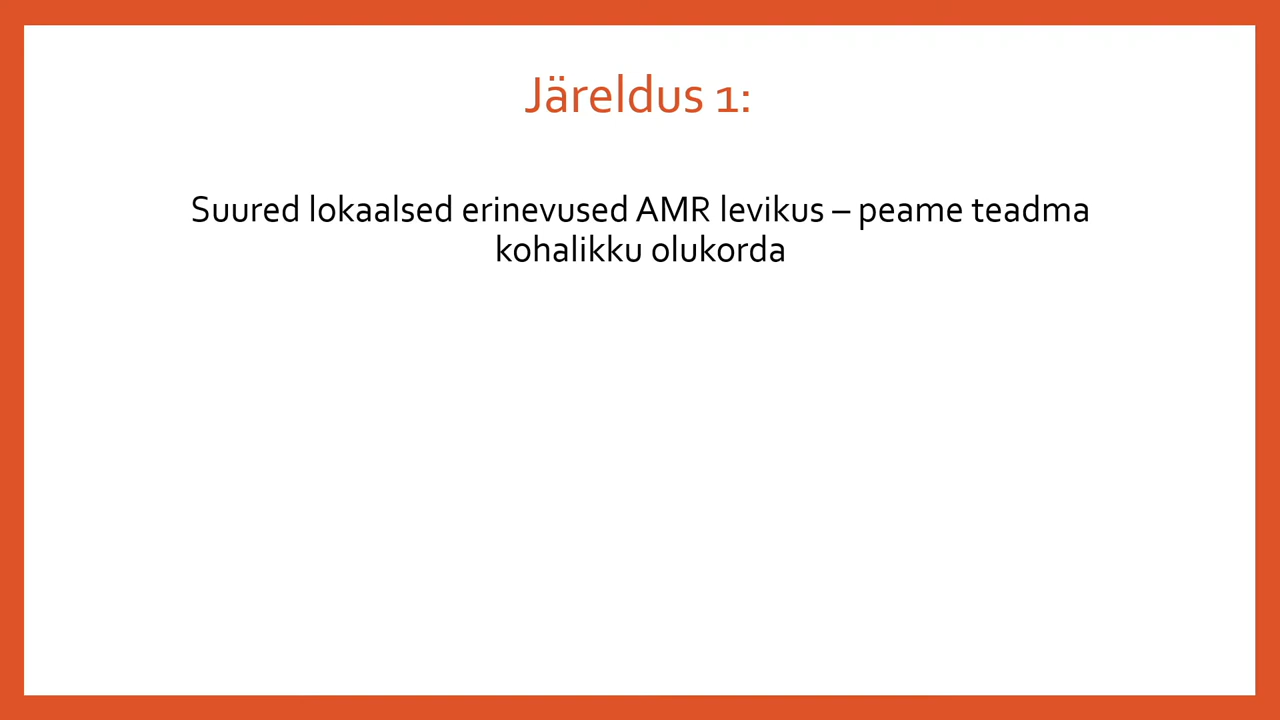 Järeldus 1:
Suured lokaalsed erinevused AMR levikus – peame teadma
kohalikku olukorda